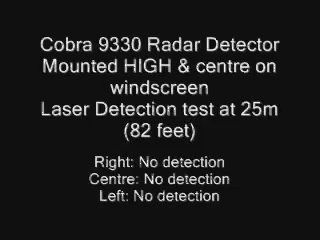 Cobra 9330 Radar Detector
Mounted HIGH & centre on
windscreen
Laser Detection test at 25m
(82 feet)
Right: No detection
Centre: No detection
Left: No detection